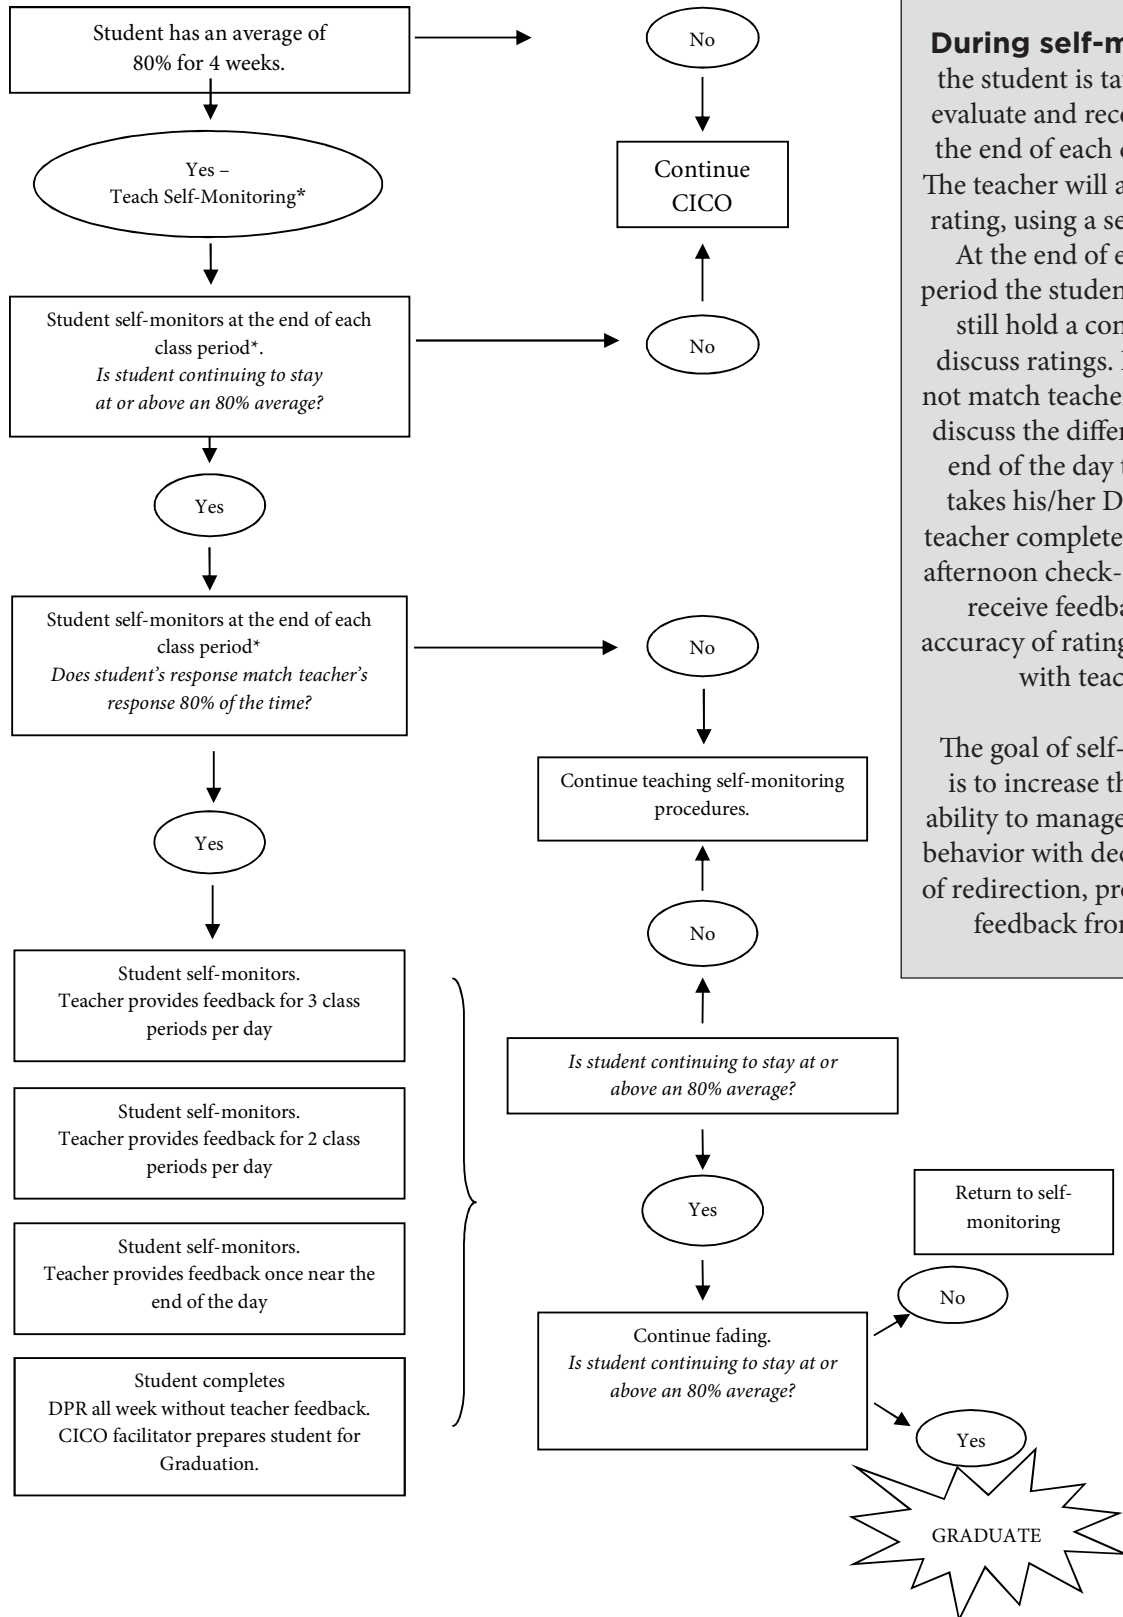 Student has an average of
80% for 4 weeks.
No
Yes –
Teach Self-Monitoring*
Continue
CICO
Student self-monitors at the end of each
class period*.
Is student continuing to stay
at or above an 80% average?
No
Yes
Student self-monitors at the end of each
class period*
Does student's response match teacher's
response 80% of the time?
No
Continue teaching self-monitoring
procedures.
Yes
No
Student self-monitors.
Teacher provides feedback for 3 class
periods per day
Student self-monitors.
Teacher provides feedback for 2 class
periods per day
Student self-monitors.
Teacher provides feedback once near the
end of the day
Student completes
DPR all week without teacher feedback.
CICO facilitator prepares student for
Graduation.
Is student continuing to stay at or
above an 80% average?
Yes
Return to self-
monitoring
No
Continue fading.
Is student continuing to stay at or
above an 80% average?
Yes
GRADUATE
During self-m
the student is ta
evaluate and reco
the end of each
The teacher will a
rating, using a se
At the end of e
period the studen
still hold a con
discuss ratings.
not match teache
discuss the differ
end of the day t
takes his/her D
teacher complete
afternoon check-
receive feedba
accuracy of rating
with teac
The goal of self-
is to increase th
ability to manage
behavior with dec
of redirection, pro
feedback from